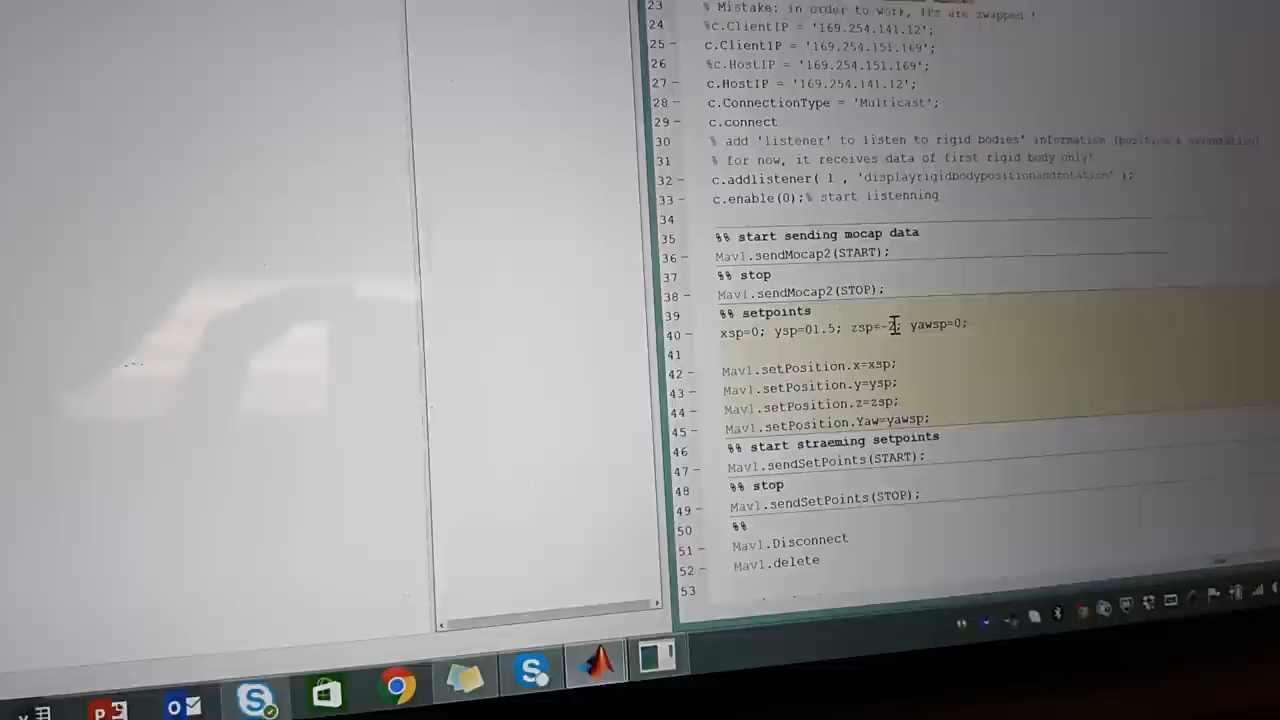 23 % Mistake: in order to work, IPs are swapped !
24 %c.ClientIP = '169.254.141.12';
25 - c.ClientIP = '169.254.151.169';
26 %c.HostIP = '169.254.151.169';
27 - c.HostIP = '169.254.141.12';
28 - c.ConnectionType = 'Multicast';
29 - c.connect
30 % add 'listener' to listen to rigid bodies' information (position & orientation)
31 % for now, it receives data of first rigid body only!
32 - c.addlistener( 1 , 'displayrigidbodypositionandrotation' );
33 - c.enable(0);% start listenning
34
35 %% start sending mocap data
36 - Mav1.sendMocap2(START);
37 %% stop
38 - Mav1.sendMocap2(STOP);
39 %% setpoints
40 - xsp=0; ysp=01.5; zsp=-2; yawsp=0;
41
42 - Mav1.setPosition.x=xsp;
43 - Mav1.setPosition.y=ysp;
44 - Mav1.setPosition.z=zsp;
45 - Mav1.setPosition.Yaw=yawsp;
46 %% start straeming setpoints
47 - Mav1.sendSetPoints(START);
48 %% stop
49 - Mav1.sendSetPoints(STOP);
50 %%
51 - Mav1.Disconnect
52 - Mav1.delete
53